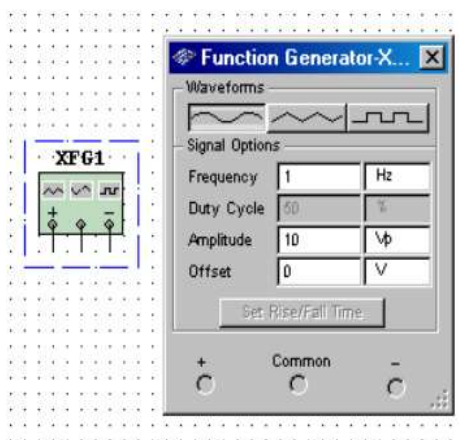 Function Generator-X...
Waveforms
Signal Options
XFG1
Frequency 1 Hz
Duty Cycle 50 %
Amplitude 10 Vp
Offset 0 V
Set Rise/Fall Time
+ Common -
+ -